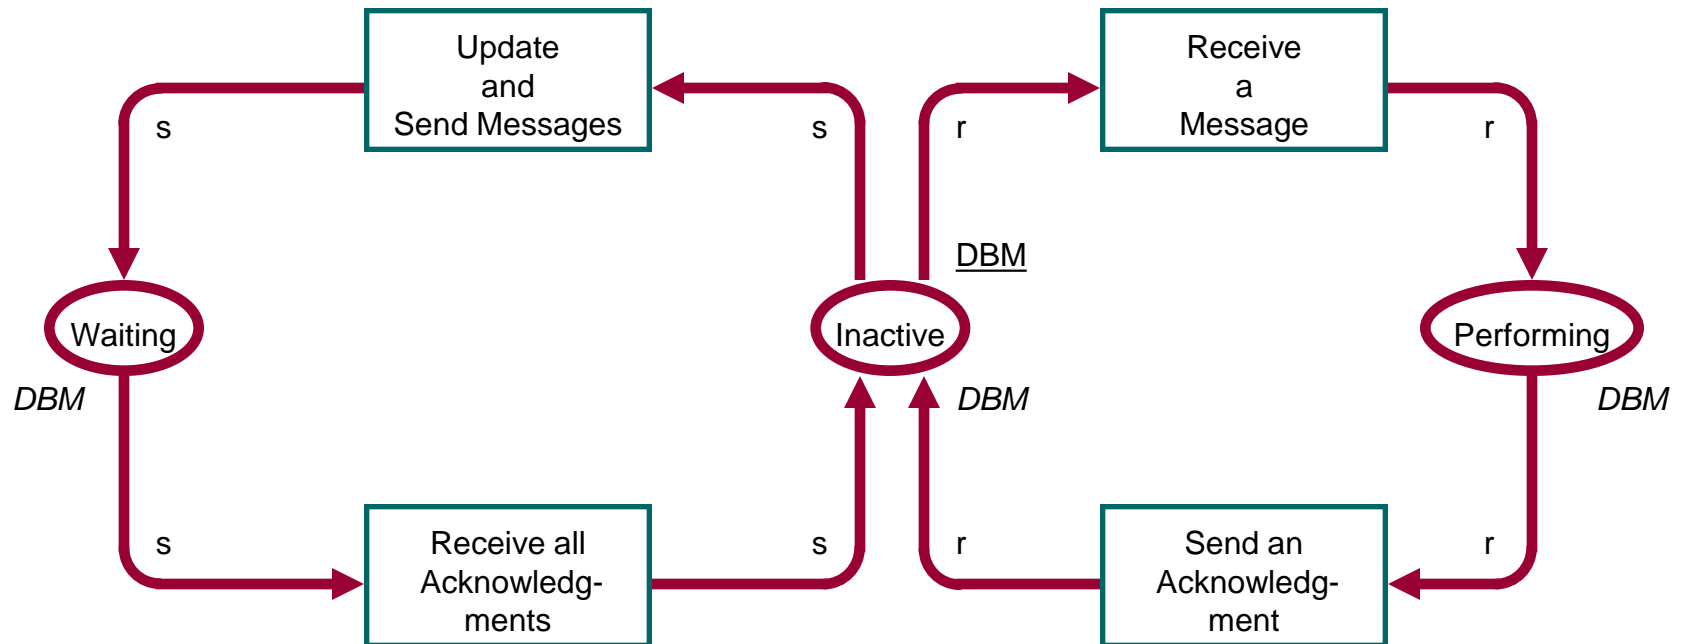 Update
and
Send Messages
Receive
a
Message
s
s
r
r
DBM
Waiting
Inactive
Performing
DBM
DBM
DBM
s
s
r
r
Receive all
Acknowledg-
ments
Send an
Acknowledg-
ment